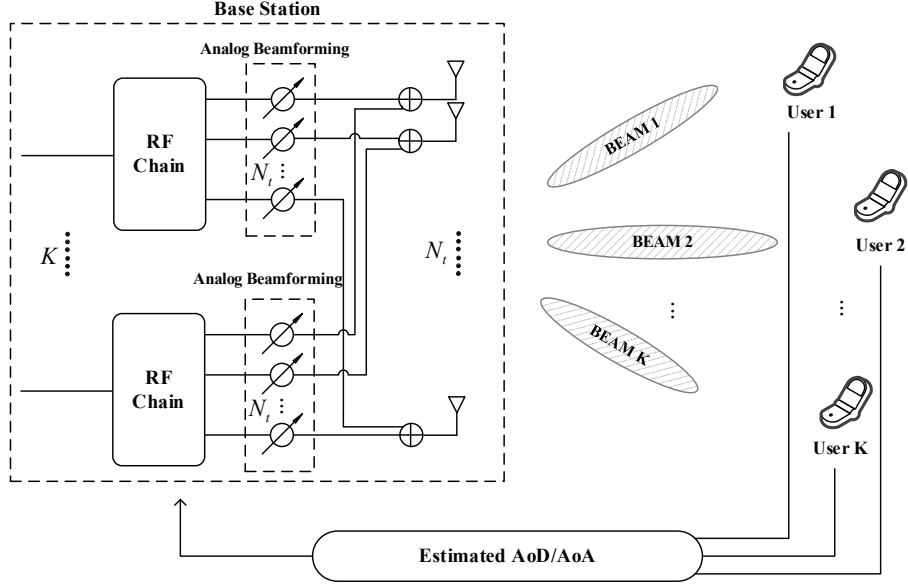 Base Station
Analog Beamforming
RF
Chain
N_t
K
N_t
Analog Beamforming
RF
Chain
N_t
BEAM 1
BEAM 2
BEAM K
User 1
User 2
User K
Estimated AoD/AoA